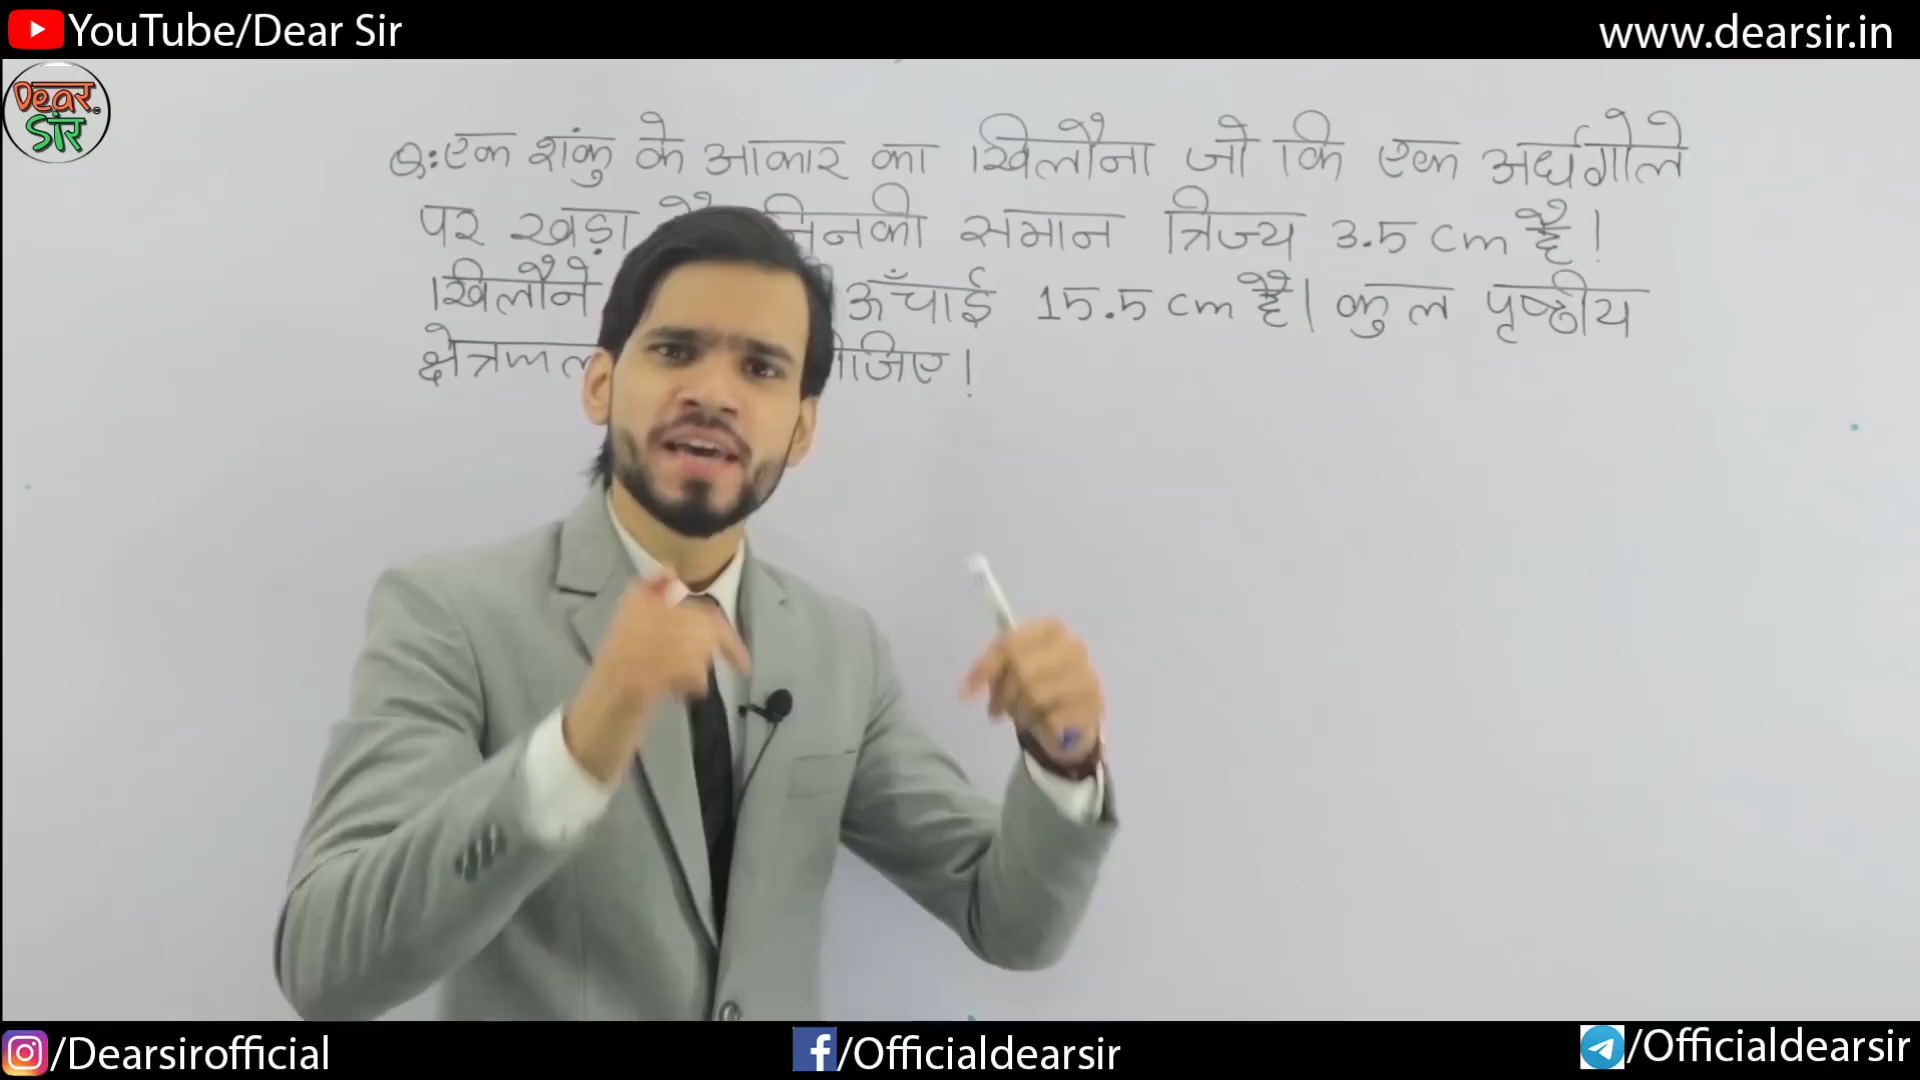 YouTube/Dear Sir
www.dearsir.in
Dear सर
Q:एक शंकु के आकार का खिलौना जो कि एक अर्धगोले
पर खड़ा जिनकी समान त्रिज्य 3.5 cm है।
खिलौने ऊँचाई 15.5 cm है। कुल पृष्ठीय
क्षेत्रफल
/Dearsirofficial
/Officialdearsir
/Officialdearsir